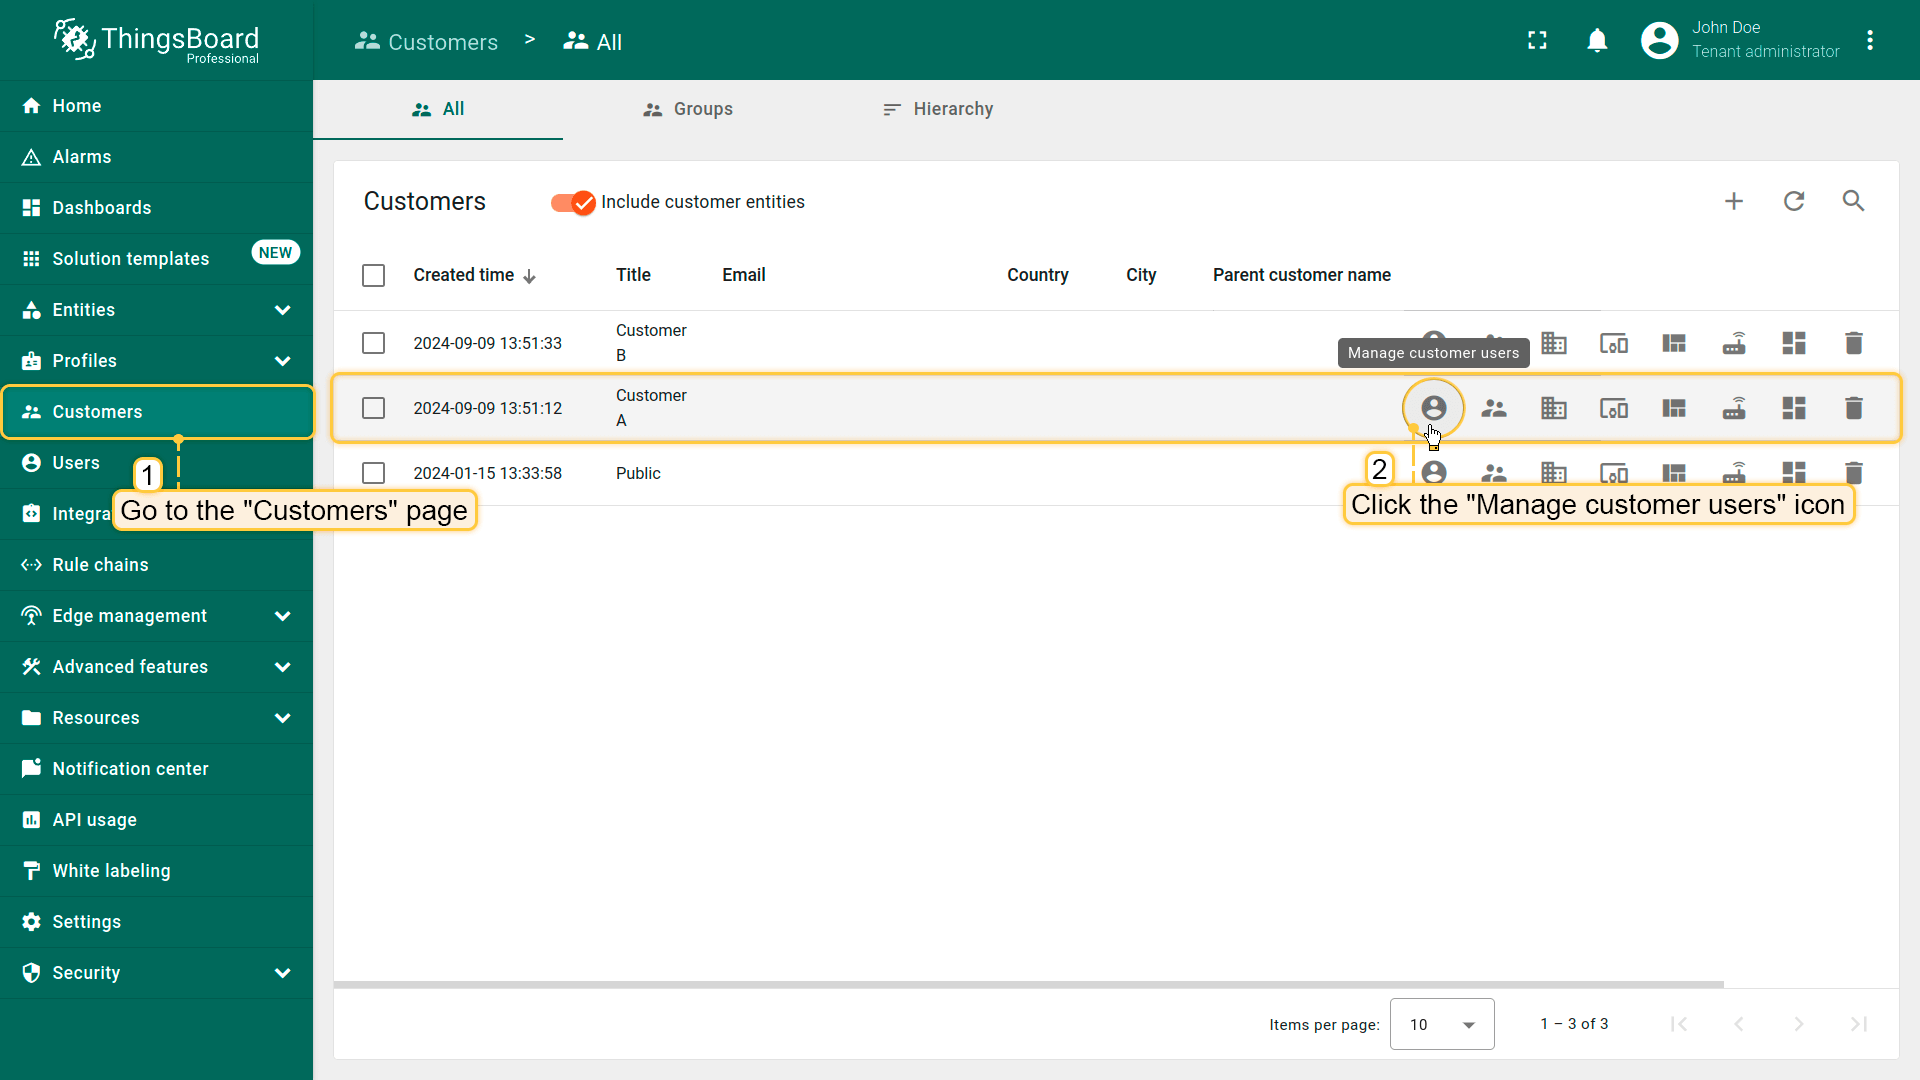 ThingsBoard
Professional
Customers > All
John Doe
Tenant administrator
Home
Alarms
Dashboards
Solution templates NEW
Entities
Profiles
Customers
Users
Integra
Rule chains
Edge management
Advanced features
Resources
Notification center
API usage
White labeling
Settings
Security
1
Go to the "Customers" page
All Groups Hierarchy
Customers Include customer entities
Created time Title Email Country City Parent customer name
2024-09-09 13:51:33 Customer
B
Manage customer users
2024-09-09 13:51:12 Customer
A
2024-01-15 13:33:58 Public
2
Click the "Manage customer users" icon
Items per page: 10 1 – 3 of 3